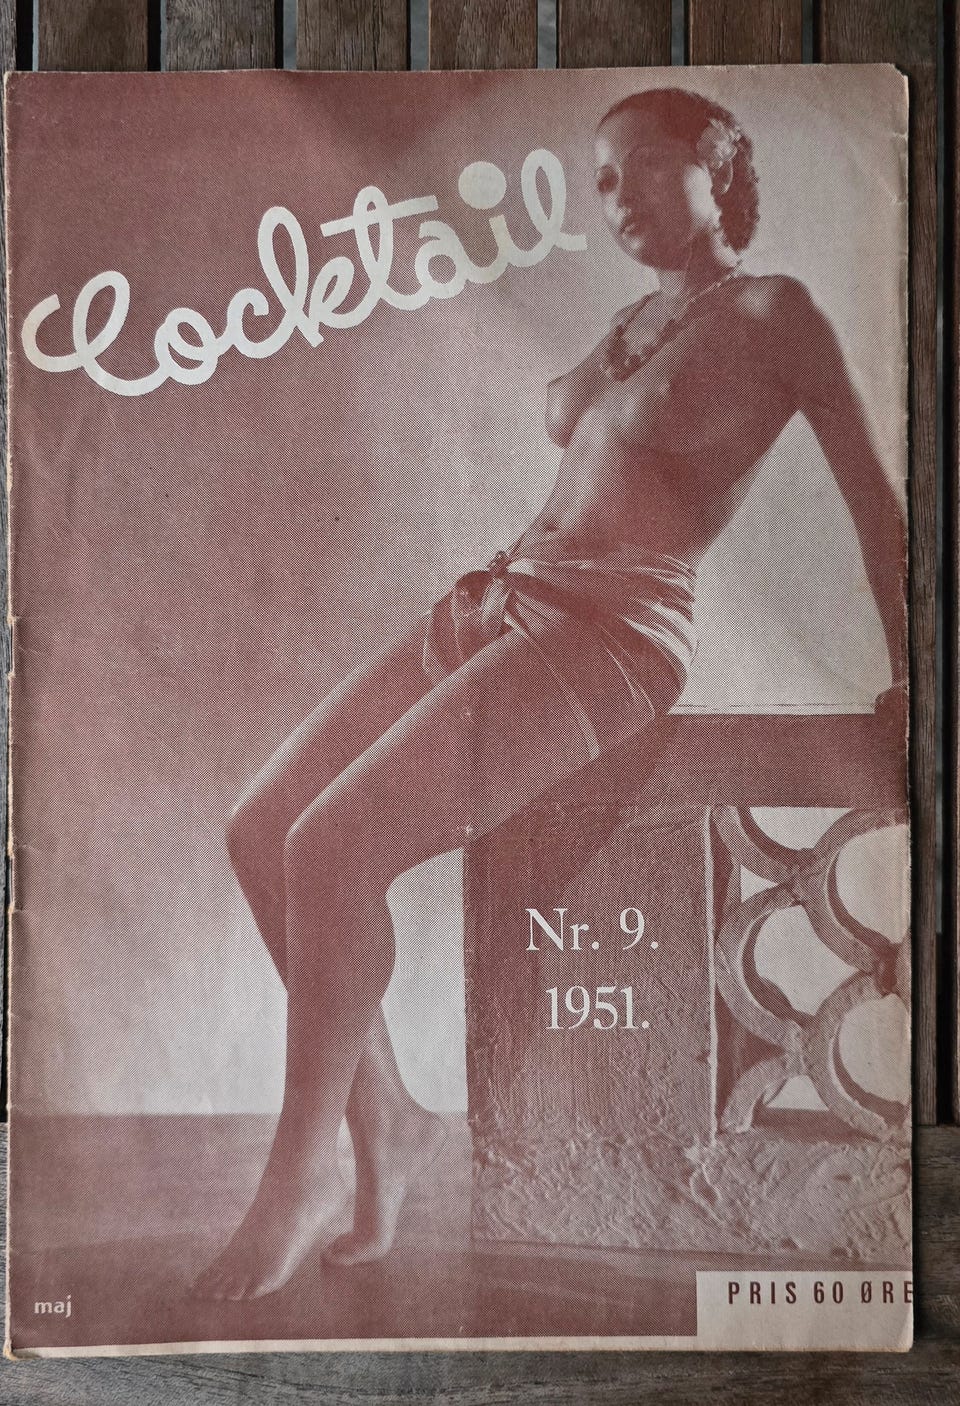 Cocktail
Nr. 9.
1951.
maj
PRIS 60 ØRE